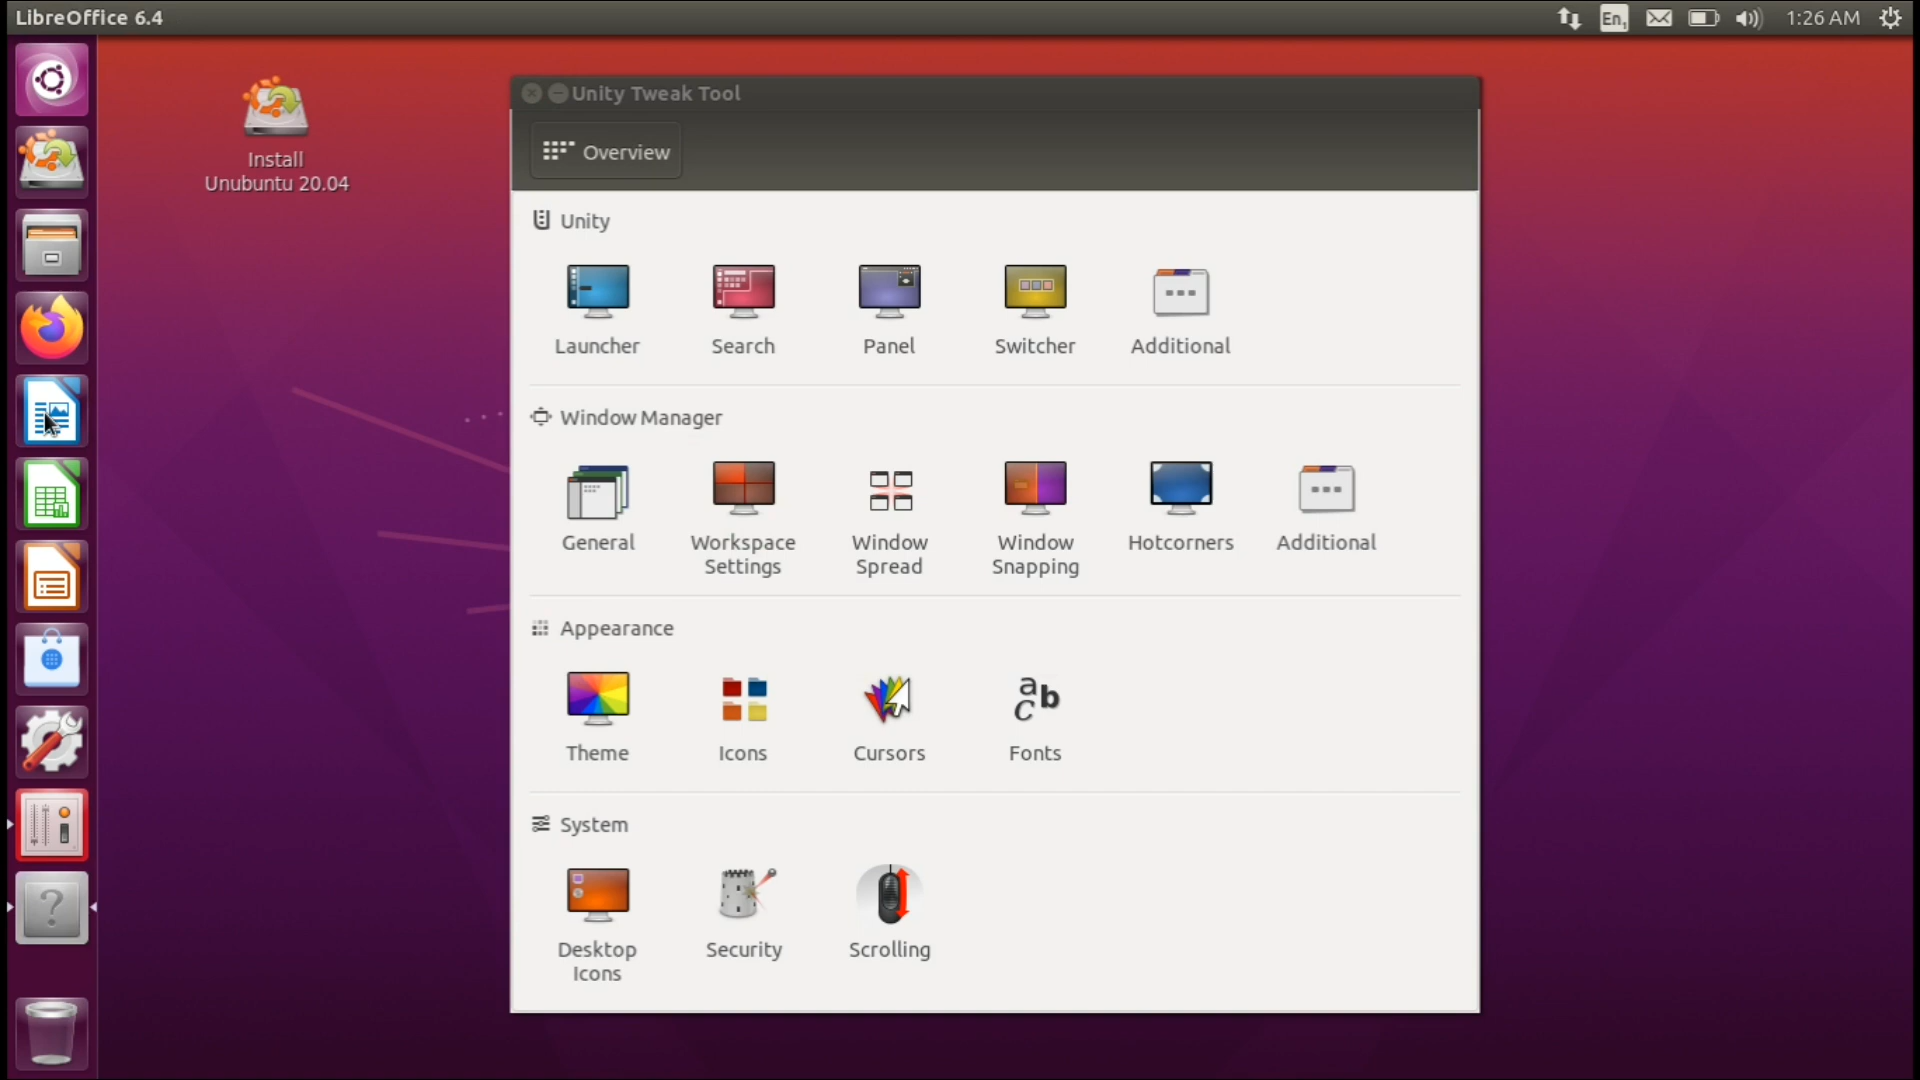 LibreOffice 6.4
En1
1:26 AM
Install
Unubuntu 20.04
Unity Tweak Tool
Overview
Unity
Launcher
Search
Panel
Switcher
Additional
Window Manager
General
Workspace
Settings
Window
Spread
Window
Snapping
Hotcorners
Additional
Appearance
a
b
c
Theme
Icons
Cursors
Fonts
System
?
Desktop
Icons
Security
Scrolling